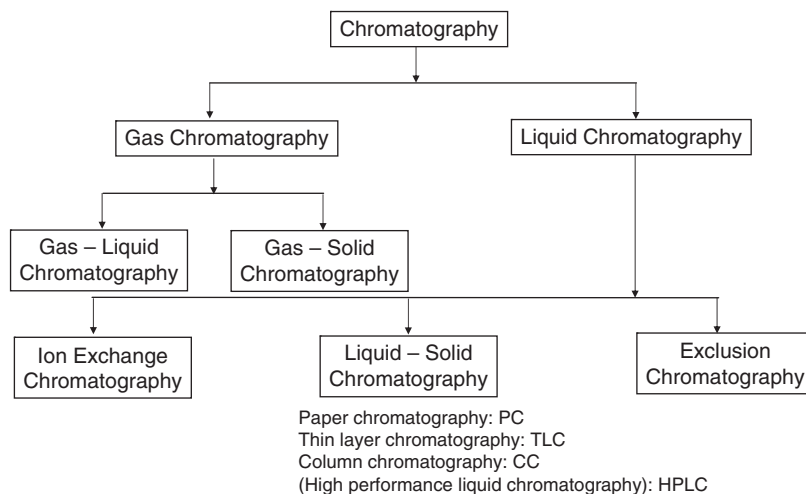 Chromatography
Gas Chromatography
Liquid Chromatography
Gas – Liquid
Chromatography
Gas – Solid
Chromatography
Ion Exchange
Chromatography
Liquid – Solid
Chromatography
Exclusion
Chromatography
Paper chromatography: PC
Thin layer chromatography: TLC
Column chromatography: CC
(High performance liquid chromatography): HPLC